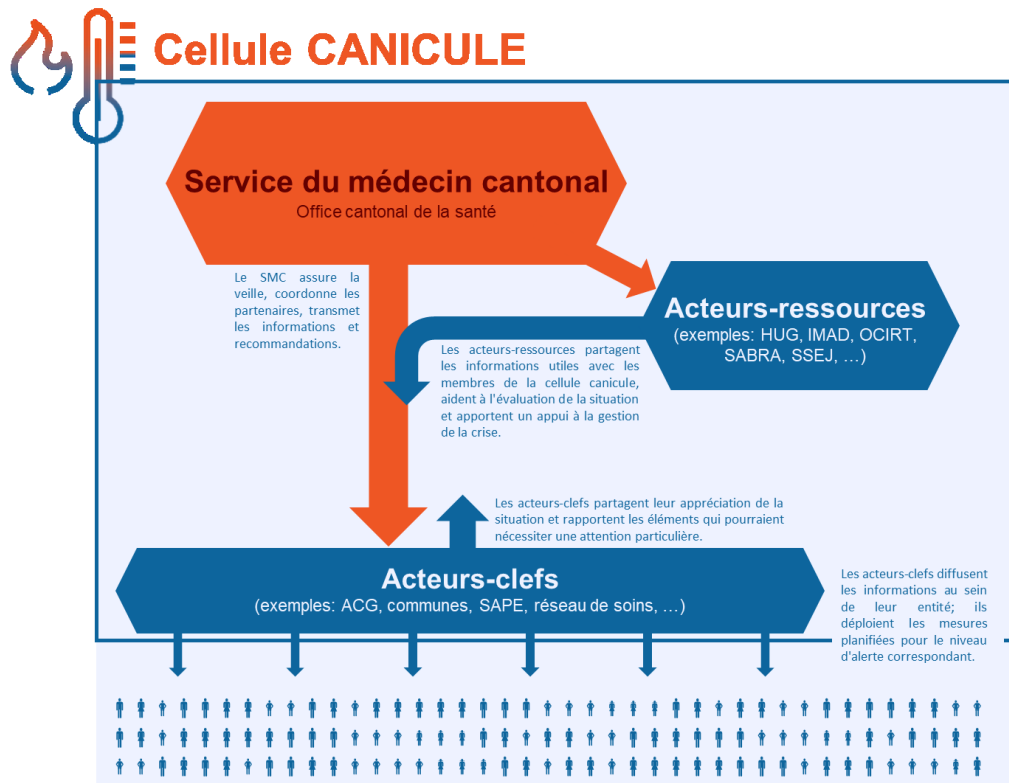 Cellule CANICULE
Service du médecin cantonal
Office cantonal de la santé
Le SMC assure la
veille, coordonne les
partenaires, transmet
les informations et
recommandations.
Acteurs-ressources
(exemples: HUG, IMAD, OCIRT,
SABRA, SSEJ, …)
Les acteurs-ressources partagent
les informations utiles avec les
membres de la cellule canicule,
aident à l'évaluation de la situation
et apportent un appui à la gestion
de la crise.
Les acteurs-clefs partagent leur appréciation de la
situation et rapportent les éléments qui pourraient
nécessiter une attention particulière.
Acteurs-clefs
(exemples: ACG, communes, SAPE, réseau de soins, …)
Les acteurs-clefs diffusent
les informations au sein
de leur entité; ils
déploient les mesures
planifiées pour le niveau
d'alerte correspondant.